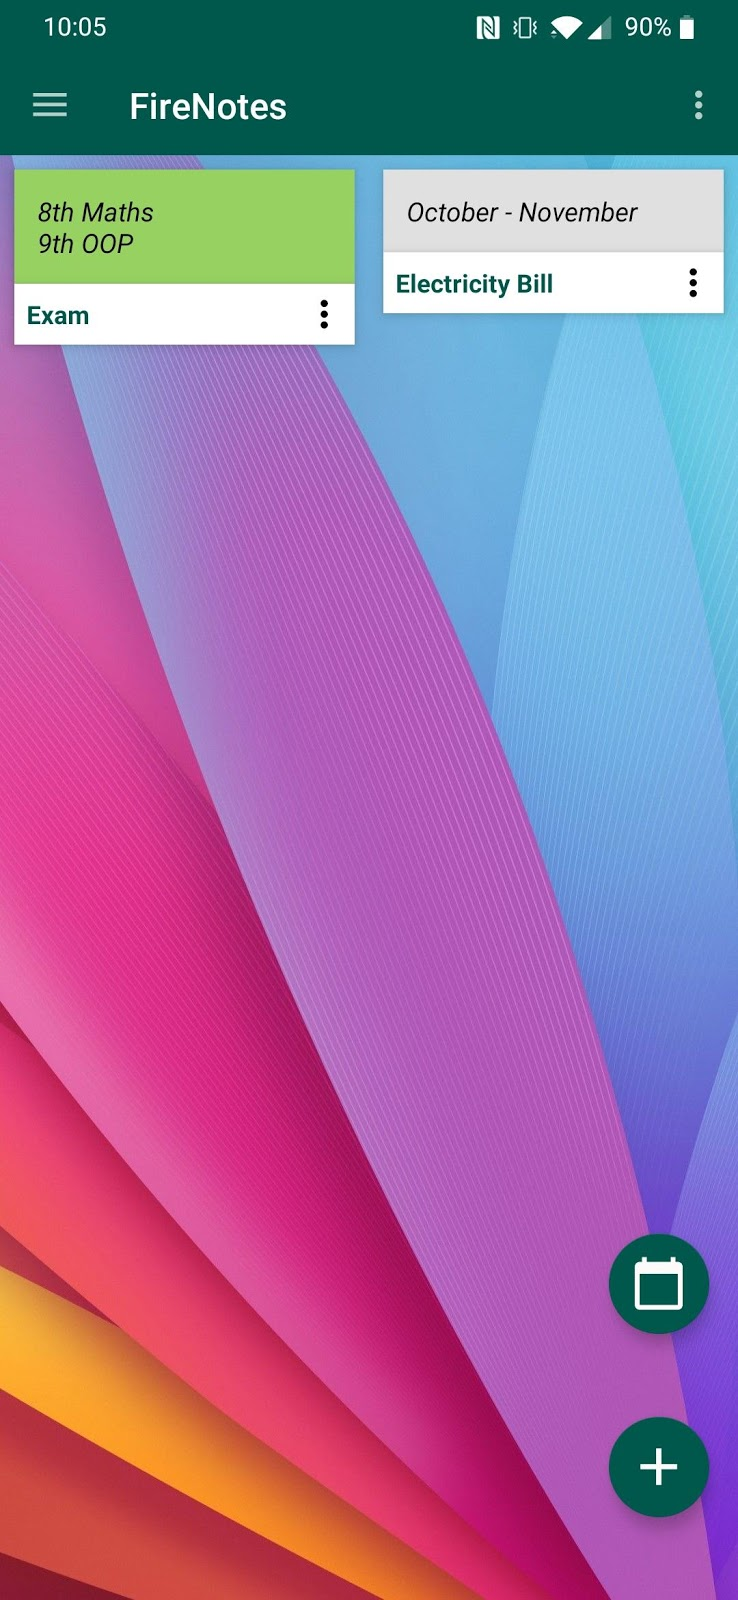 10:05
90%
FireNotes
8th Maths
9th OOP
Exam
October - November
Electricity Bill